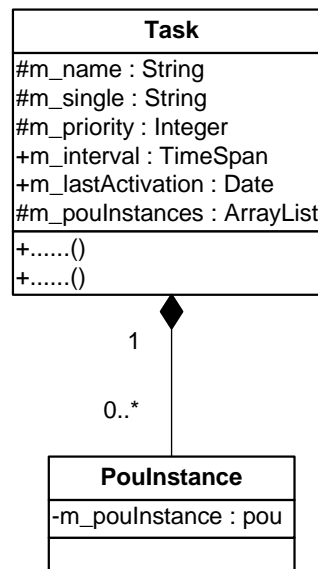 Task
#m_name : String
#m_single : String
#m_priority : Integer
+m_interval : TimeSpan
+m_lastActivation : Date
#m_pouInstances : ArrayList
+......()
+......()
1
0..*
PouInstance
-m_pouInstance : pou